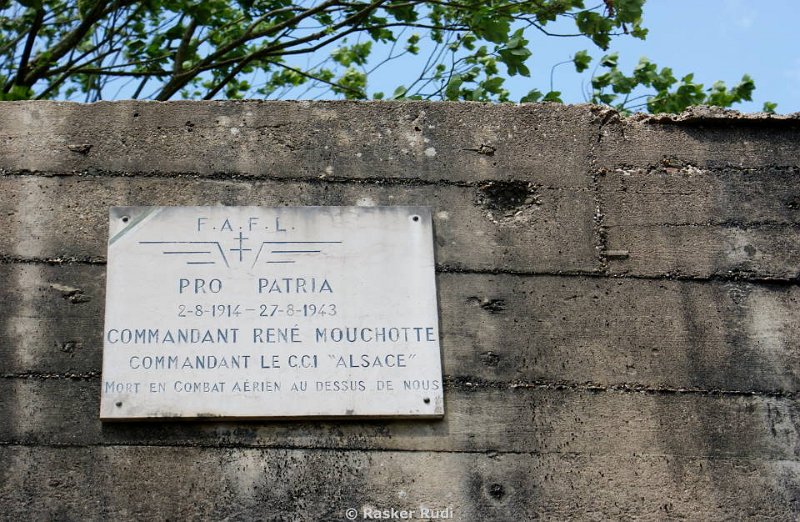 F.A.F.L.
PRO PATRIA
2-8-1914-27-8-1943
COMMANDANT RENÉ MOUCHOTTE
COMMANDANT LE G.C.I "ALSACE"
MORT EN COMBAT AÉRIEN AU DESSUS DE NOUS
© Rasker Rudi